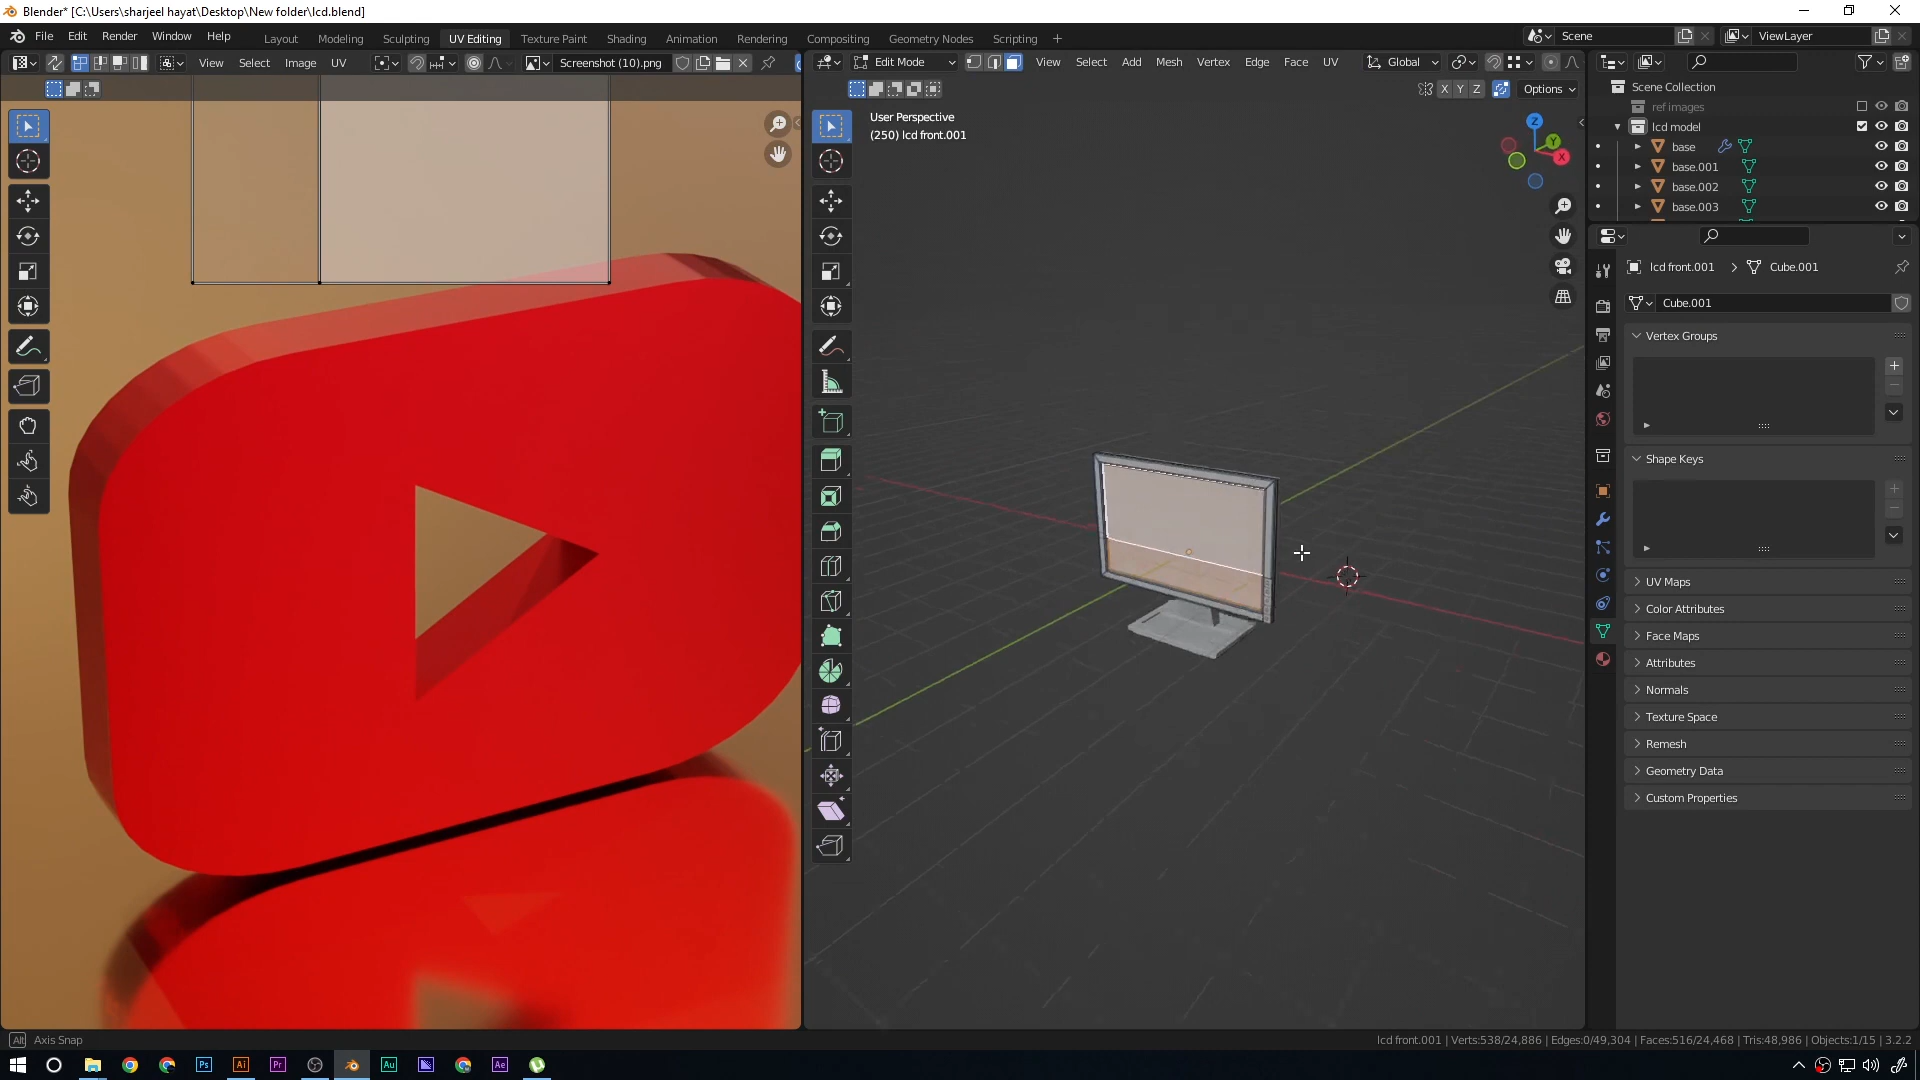 Blender* [C:\Users\sharjeel hayat\Desktop\New folder\lcd.blend]
File Edit Render Window Help
Layout Modeling Sculpting UV Editing Texture Paint Shading Animation Rendering Compositing Geometry Nodes Scripting
Scene
ViewLayer
View Select Image UV
Screenshot (10).png
Edit Mode
View Select Add Mesh Vertex Edge Face UV
Global
X Y Z
Options
User Perspective
(250) lcd front.001
Z
Y
X
Scene Collection
ref images
lcd model
base
base.001
base.002
base.003
lcd front.001 > Cube.001
Cube.001
Vertex Groups
Shape Keys
UV Maps
Color Attributes
Face Maps
Attributes
Normals
Texture Space
Remesh
Geometry Data
Custom Properties
Alt Axis Snap
lcd front.001 | Verts:538/24,886 | Edges:0/49,304 | Faces:516/24,468 | Tris:48,986 | Objects:1/15 | 3.2.2
Ps Ai Pr Au Ae